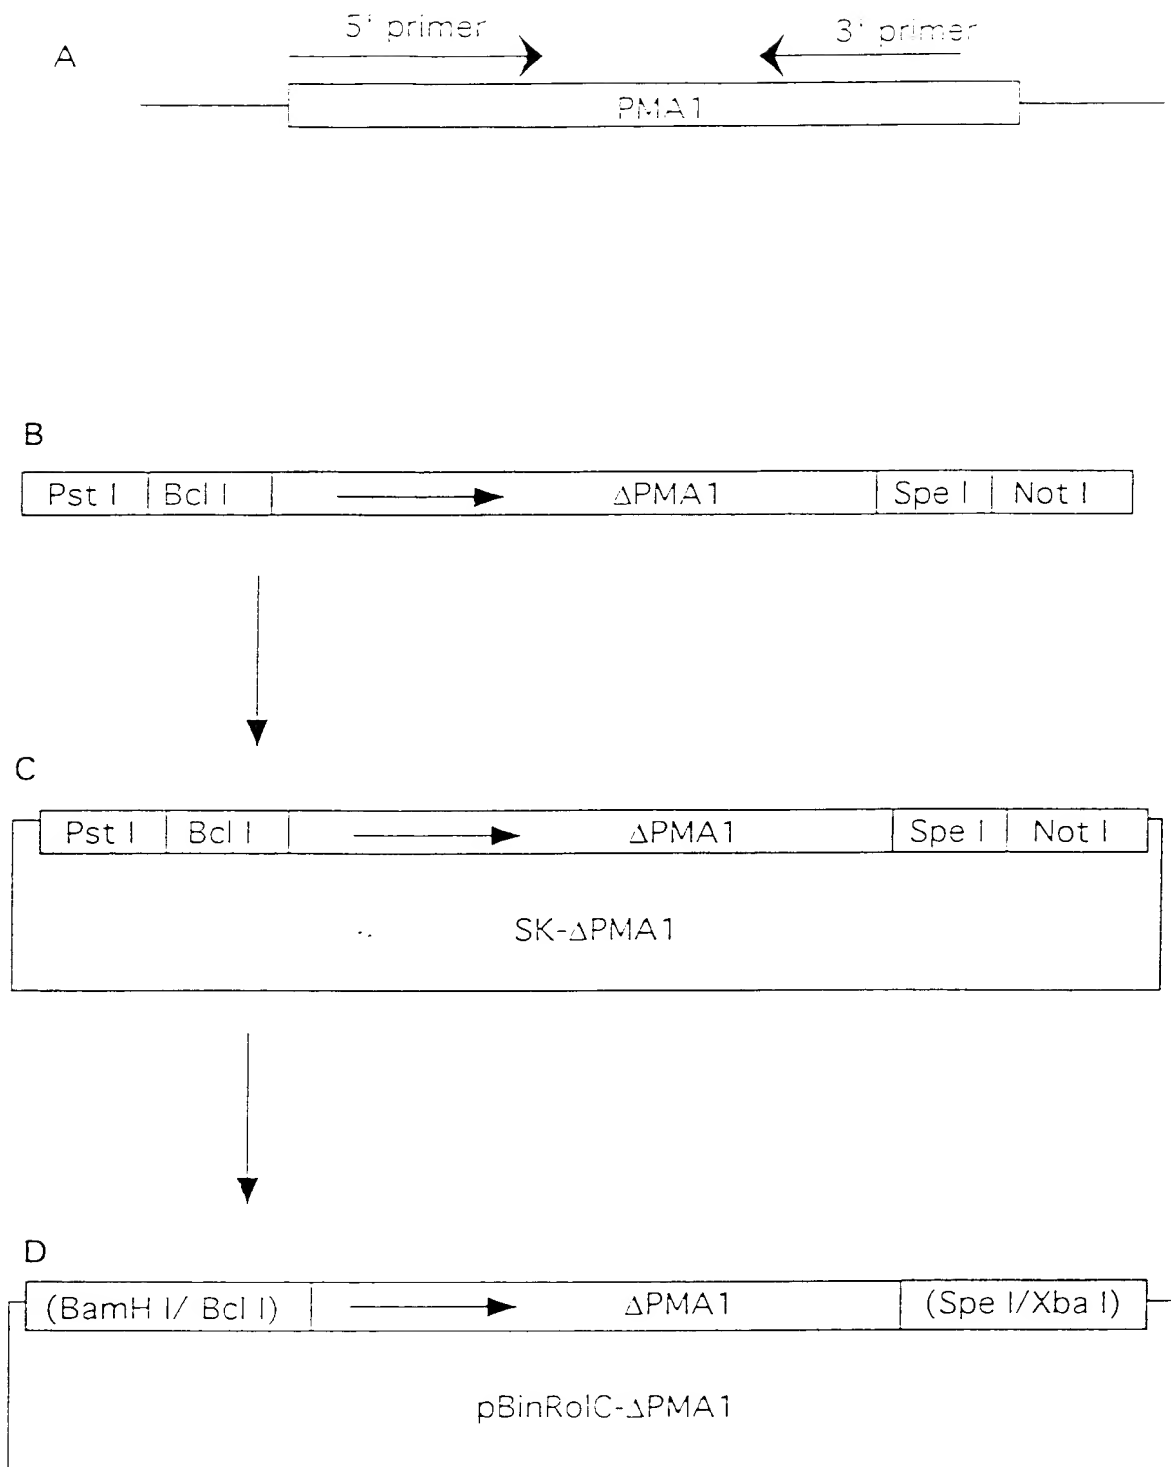 A
5' primer
3' primer
PMA1
B
Pst I
Bcl I
ΔPMA1
Spe I
Not I
C
Pst I
Bcl I
ΔPMA1
Spe I
Not I
SK-ΔPMA1
D
(BamH I/ Bcl I)
ΔPMA1
(Spe I/Xba I)
pBinRolC-ΔPMA1